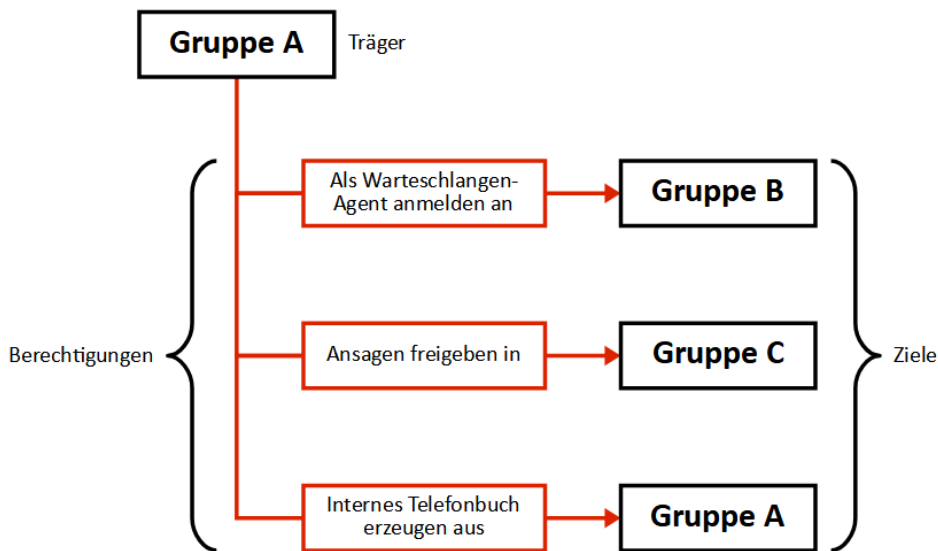 Gruppe A
Träger
Als Warteschlangen-
Agent anmelden an
Gruppe B
Berechtigungen
Ansagen freigeben in
Gruppe C
Ziele
Internes Telefonbuch
erzeugen aus
Gruppe A